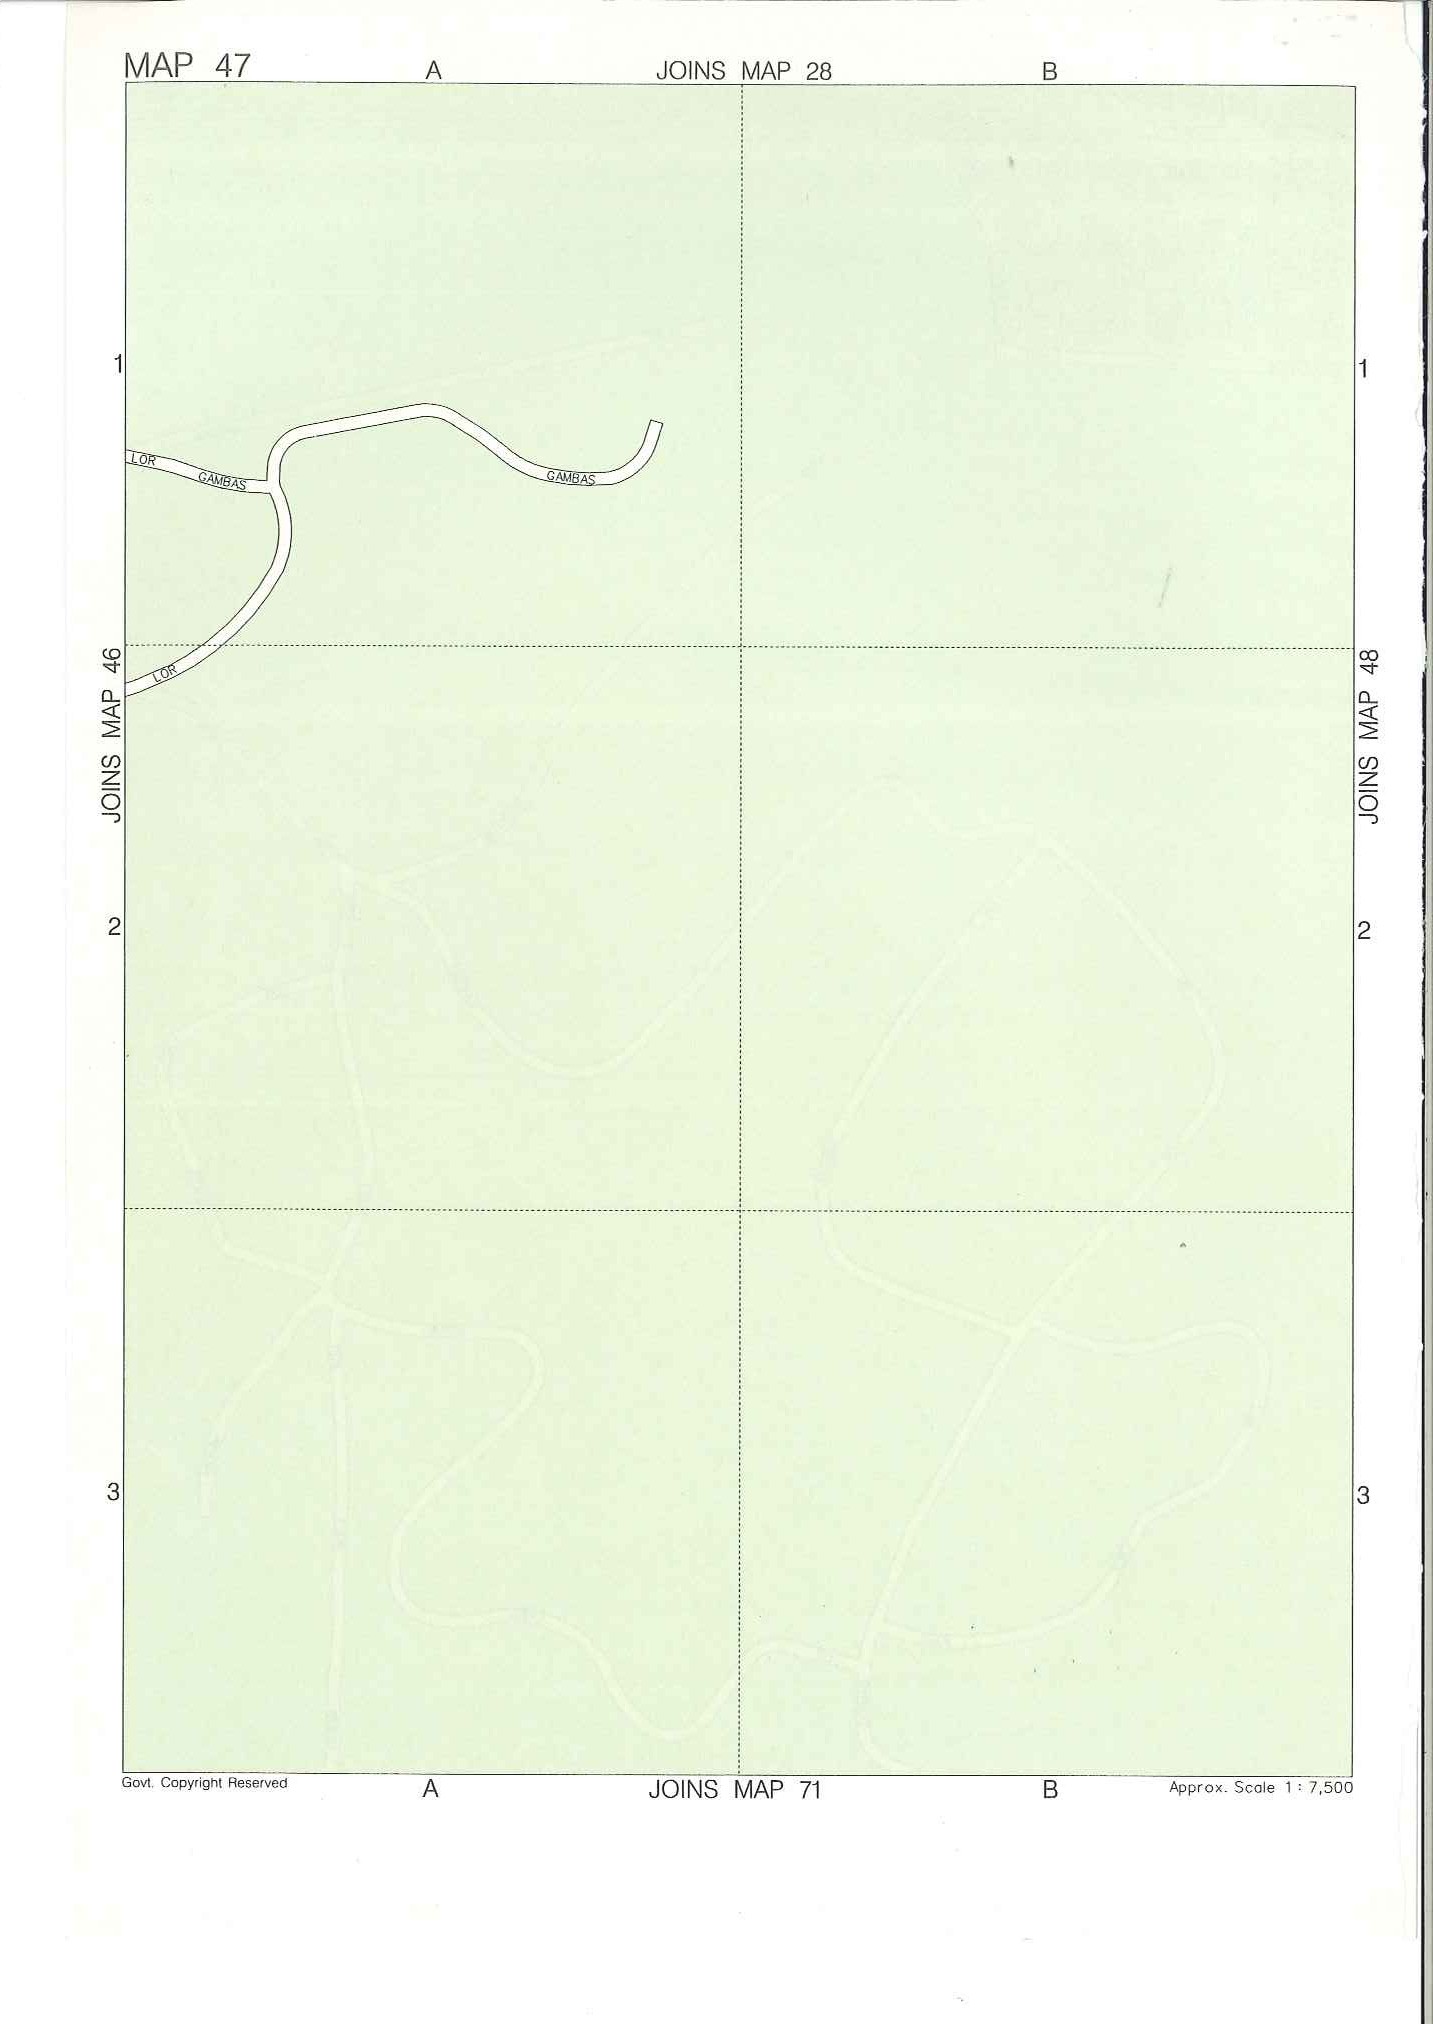 MAP 47
A
JOINS MAP 28
B
1
1
LOR
GAMBAS
GAMBAS
LOR
JOINS MAP 46
JOINS MAP 48
2
2
3
3
Govt. Copyright Reserved
A
JOINS MAP 71
B
Approx. Scale 1 : 7,500